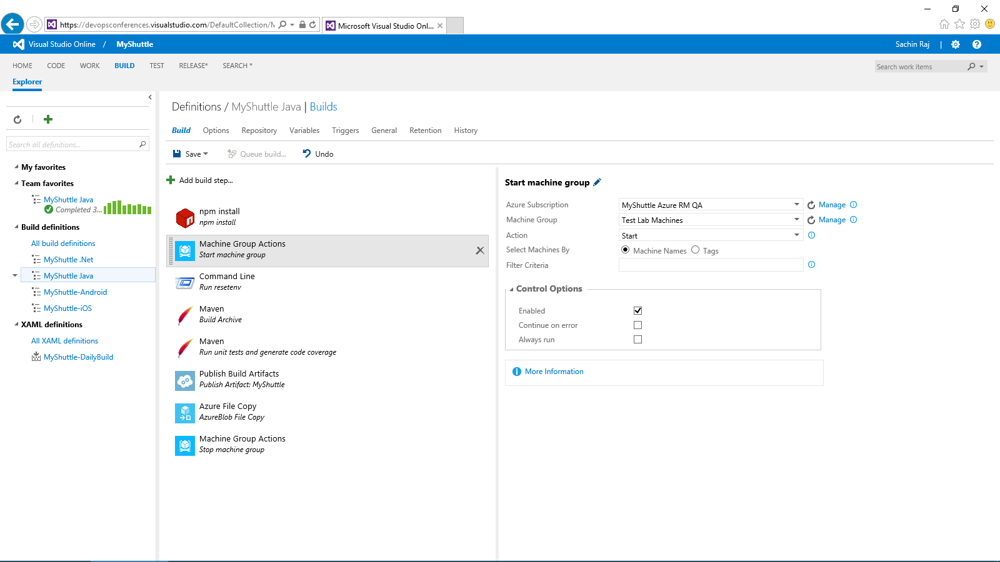 https://devopsconferences.visualstudio.com/DefaultCollection/M
Microsoft Visual Studio Onl...
Visual Studio Online / MyShuttle
Sachin Raj |
HOME CODE WORK BUILD TEST RELEASE* SEARCH *
Search work items
Explorer
Search all definitions...
My favorites
Team favorites
MyShuttle Java
Completed 3...
Build definitions
All build definitions
MyShuttle .Net
MyShuttle Java
MyShuttle-Android
MyShuttle-iOS
XAML definitions
All XAML definitions
MyShuttle-DailyBuild
Definitions / MyShuttle Java | Builds
Build Options Repository Variables Triggers General Retention History
Save Queue build... Undo
Add build step...
npm install
npm install
Machine Group Actions
Start machine group
Command Line
Run resetenv
Maven
Build Archive
Maven
Run unit tests and generate code coverage
Publish Build Artifacts
Publish Artifact: MyShuttle
Azure File Copy
AzureBlob File Copy
Machine Group Actions
Stop machine group
Start machine group
Azure Subscription MyShuttle Azure RM QA Manage
Machine Group Test Lab Machines Manage
Action Start
Select Machines By Machine Names Tags
Filter Criteria
Control Options
Enabled
Continue on error
Always run
More Information